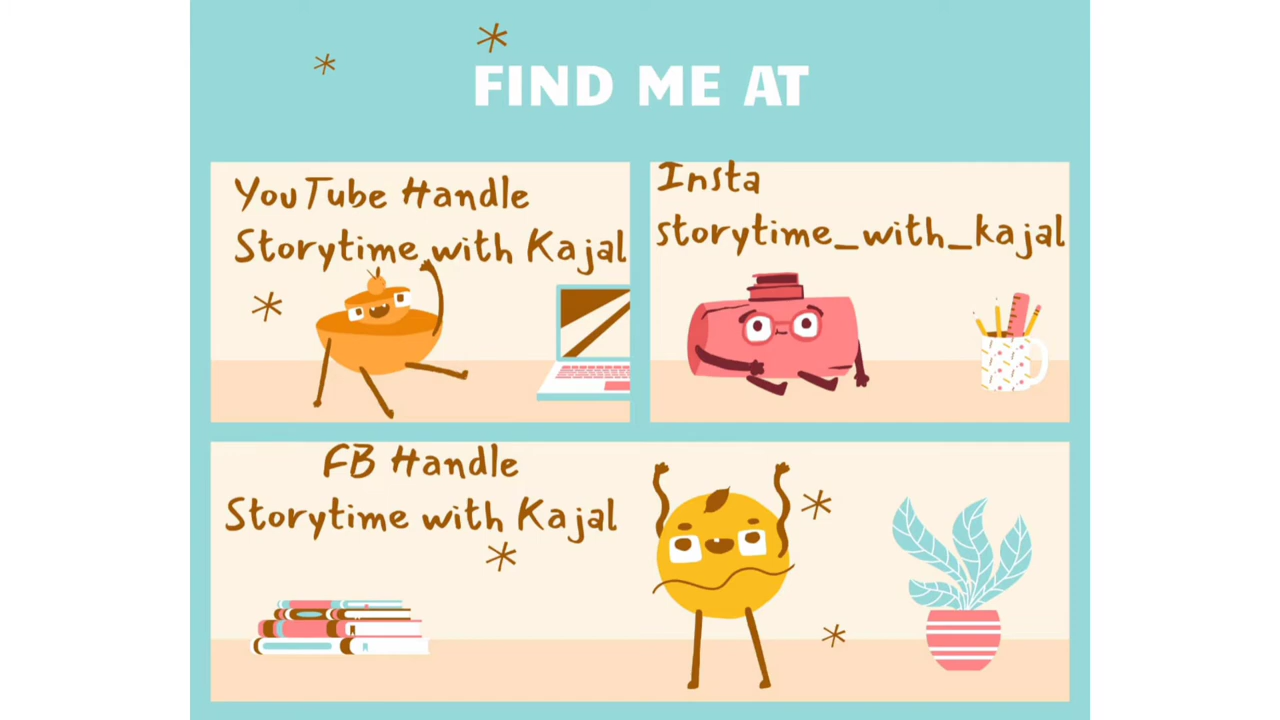 FIND ME AT
YouTube Handle
Storytime with Kajal
Insta
storytime_with_kajal
FB Handle
Storytime with Kajal